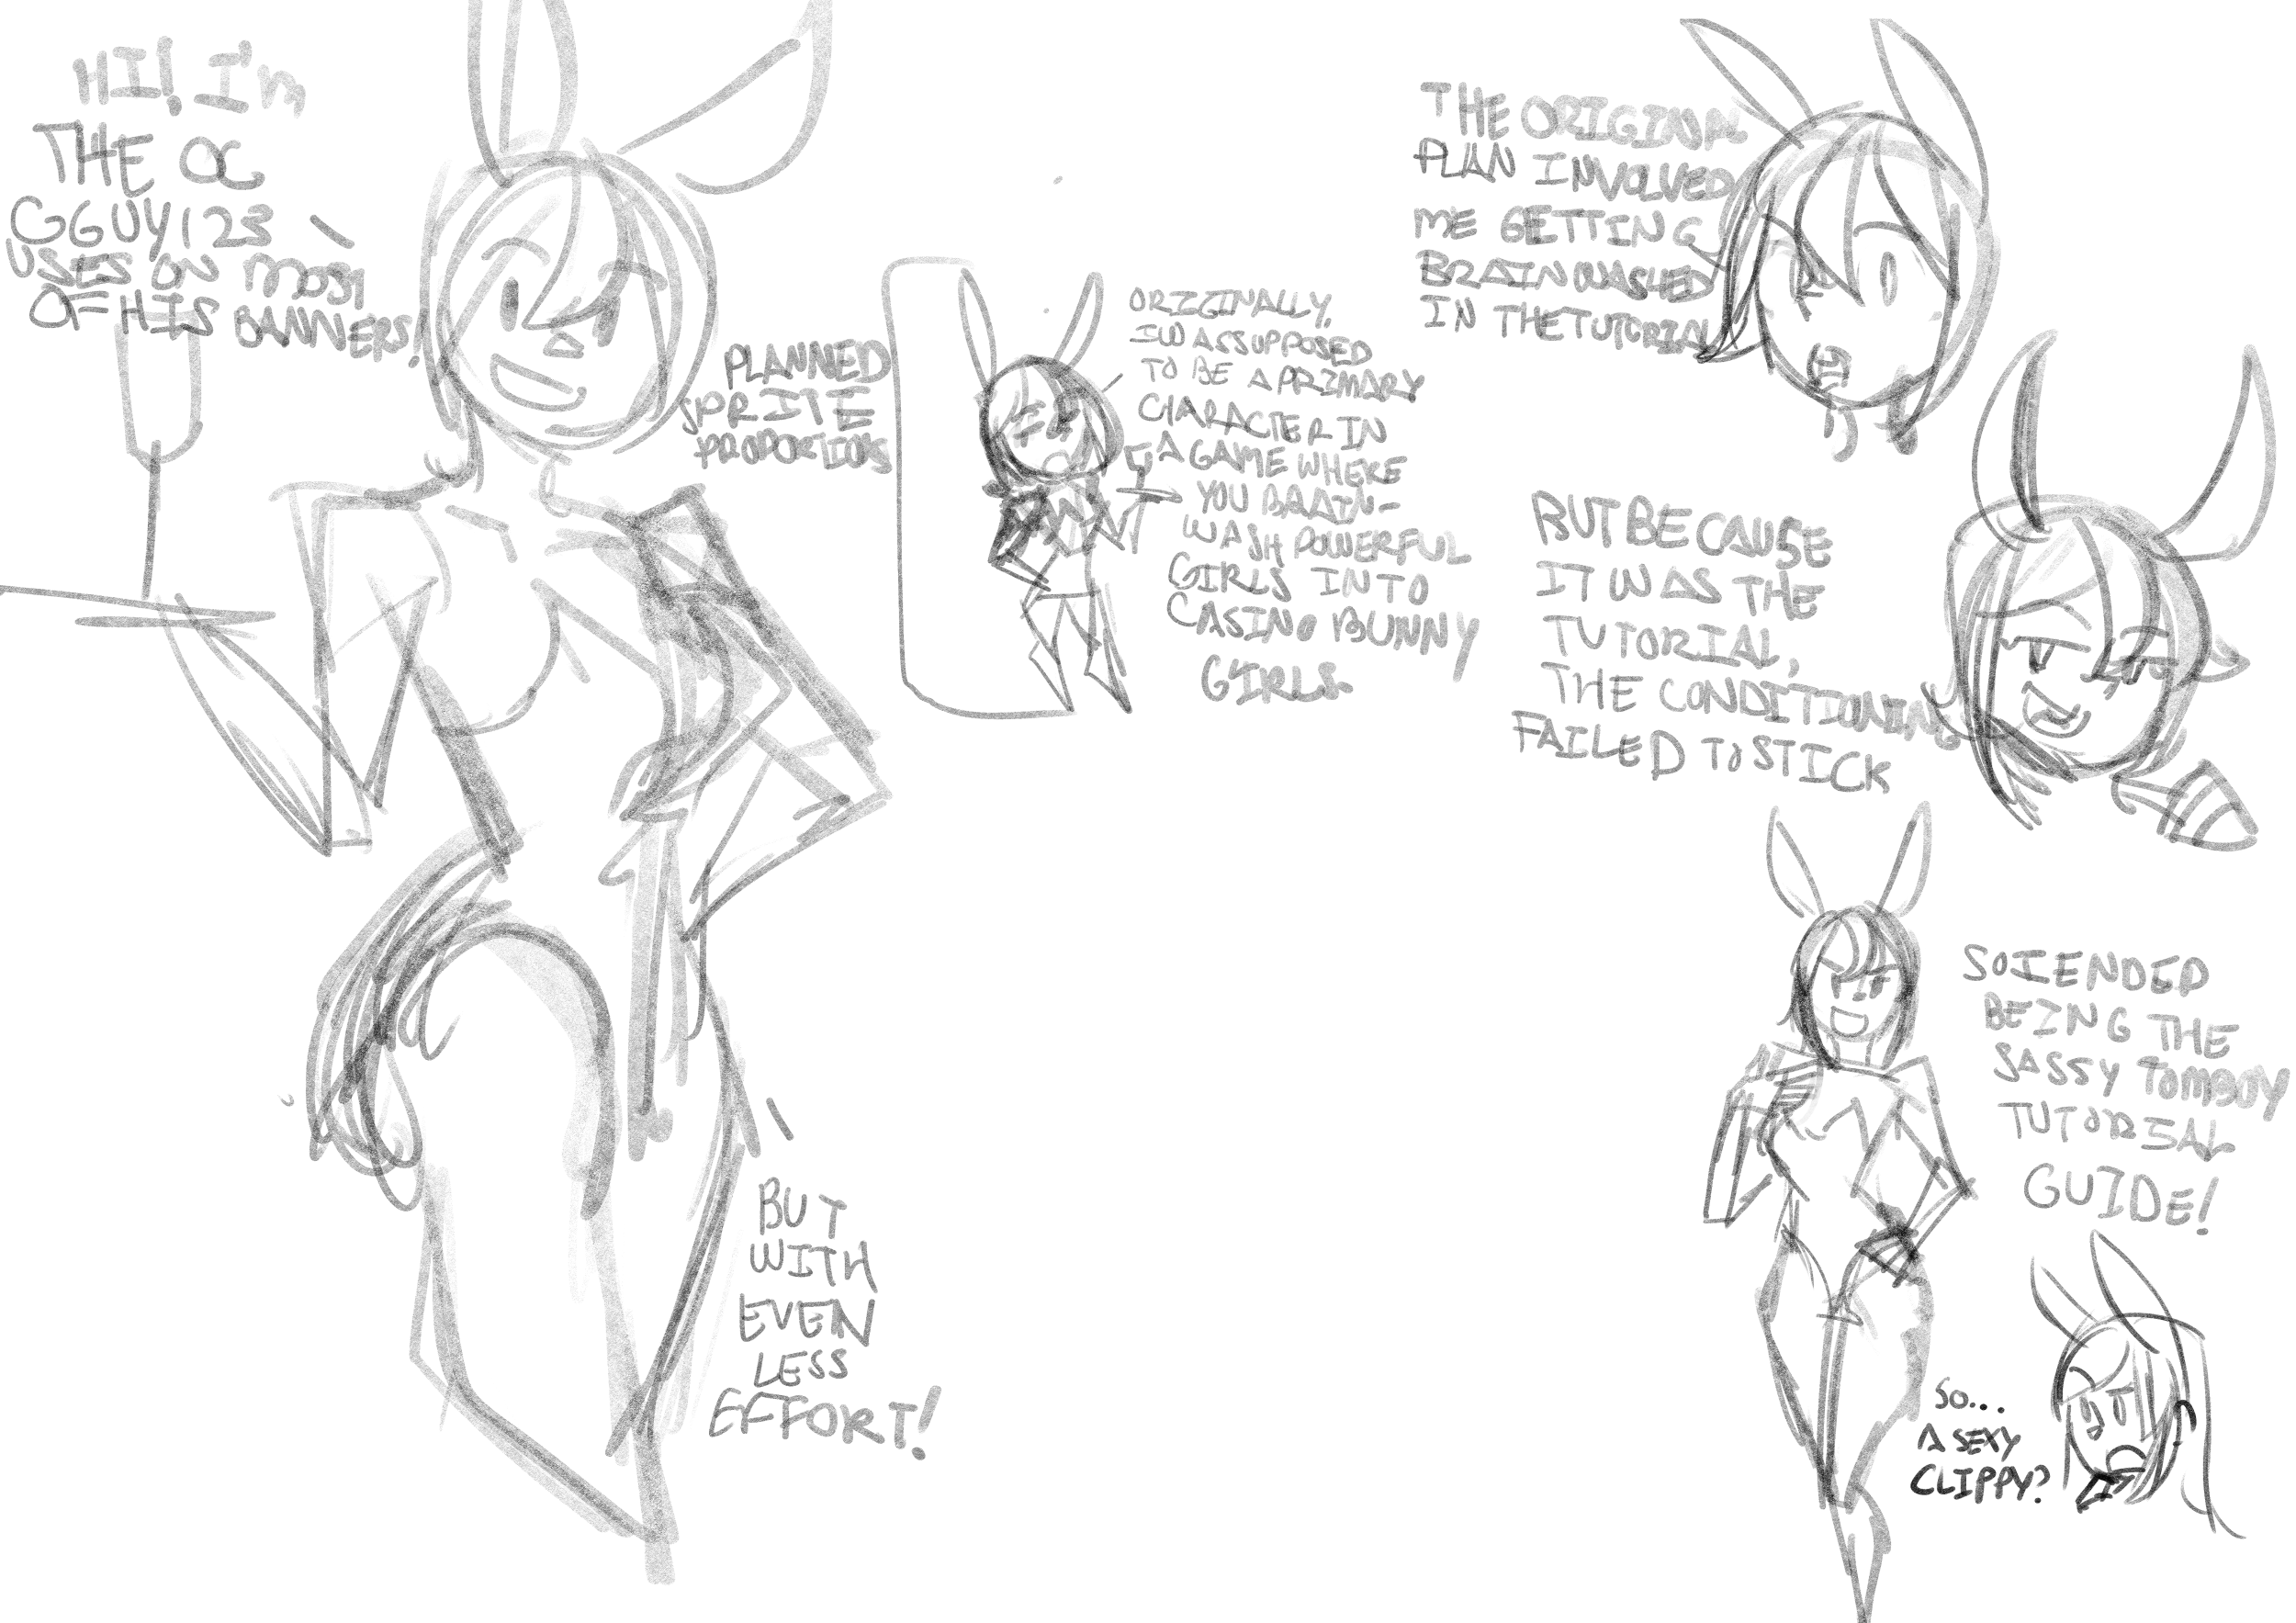 HI! I'm
THE OC
GGUY123
USES ON MOST
OF HIS BANNERS!
BUT
WITH
EVEN
LESS
EFFORT!
PLANNED
SPRITE
PROPORTIONS
ORIGINALLY,
I WAS SUPPOSED
TO BE A PRIMARY
CHARACTER IN
A GAME WHERE
YOU BRAIN-
WASH POWERFUL
GIRLS INTO
CASINO BUNNY
GIRLS.
THE ORIGINAL
PLAN INVOLVED
ME GETTING
BRAINWASHED
IN THE TUTORIAL
BUT BECAUSE
IT WAS THE
TUTORIAL,
THE CONDITIONING
FAILED TO STICK
SO I ENDED
BEING THE
SASSY TOMBOY
TUTORIAL
GUIDE!
SO...
A SEXY
CLIPPY?